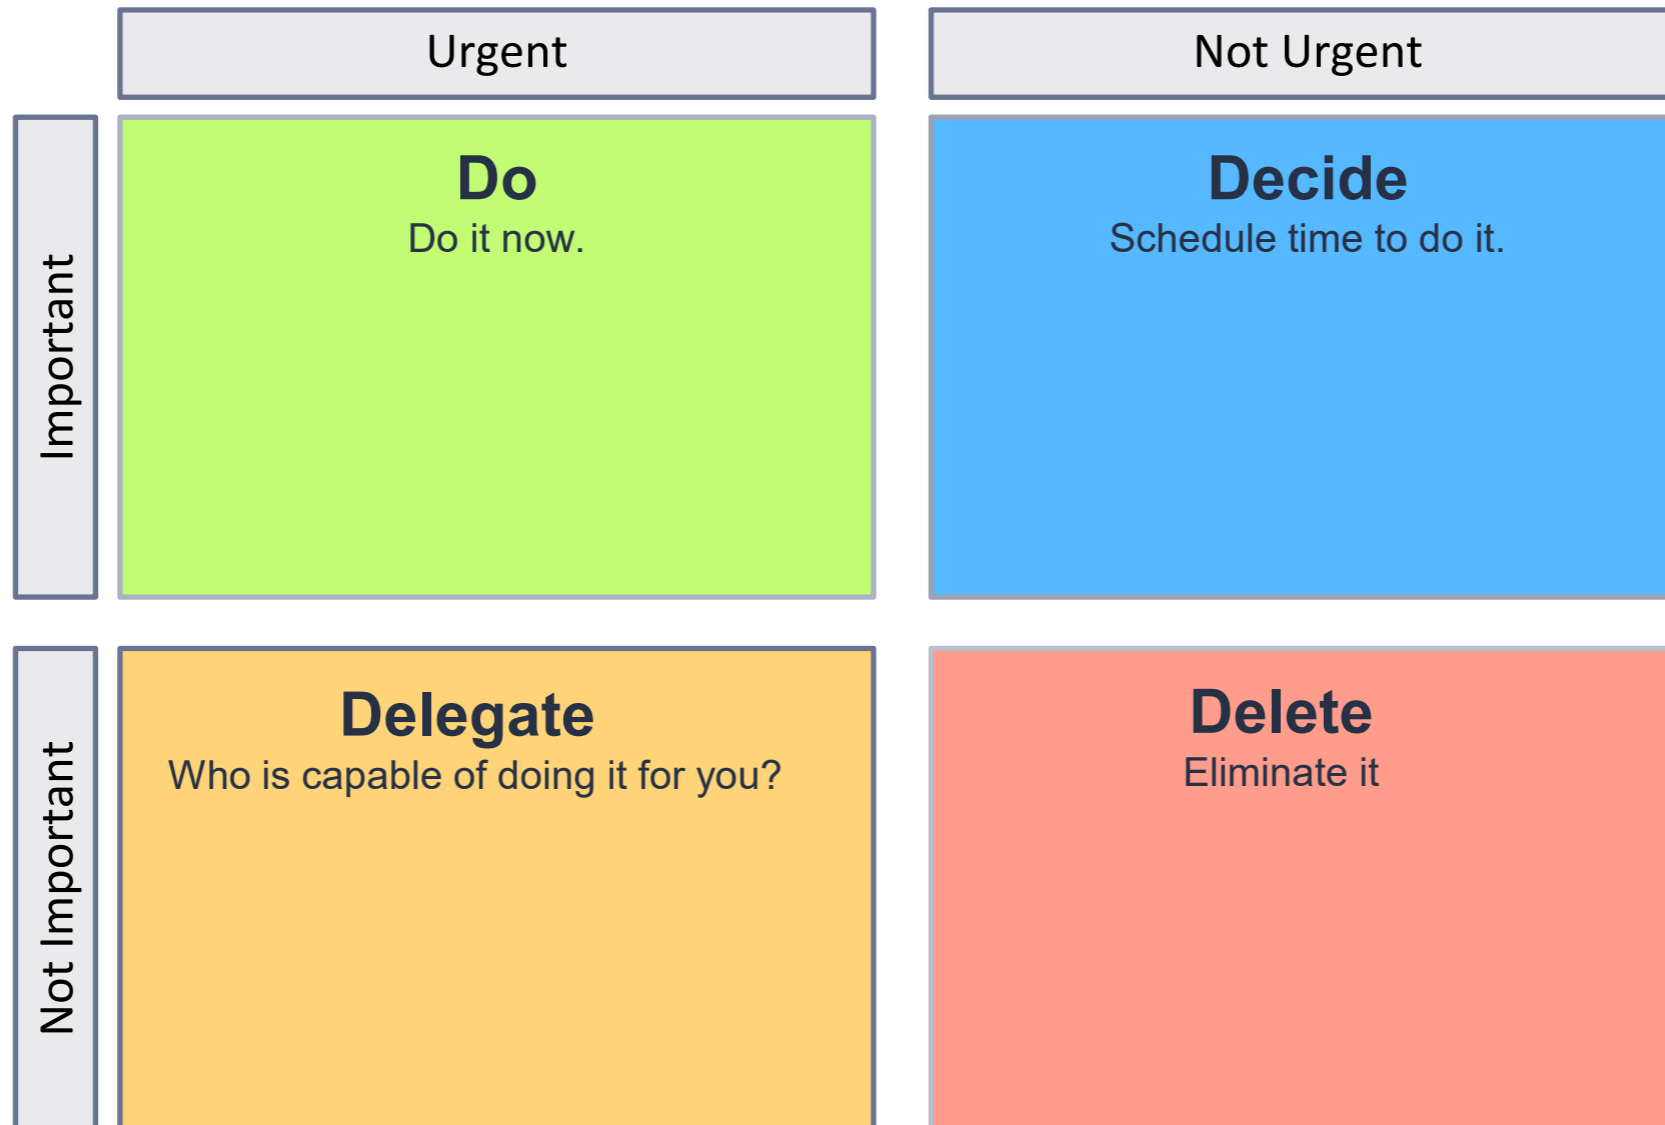 Urgent
Not Urgent
Important
Do
Do it now.
Decide
Schedule time to do it.
Not Important
Delegate
Who is capable of doing it for you?
Delete
Eliminate it